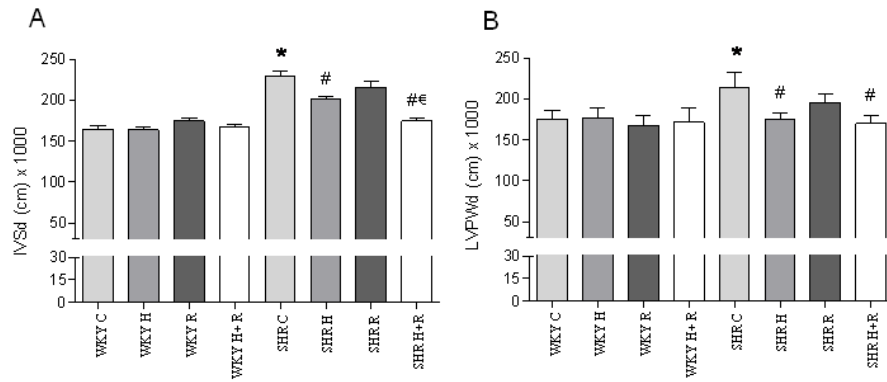 A
IVSd (cm) x 1000
250
200
150
100
50
30
15
0
*
#
#€
WKY C
WKY H
WKY R
WKY H+ R
SHR C
SHR H
SHR R
SHR H+R
B
LVPWd (cm) x 1000
250
200
150
100
50
30
15
0
*
#
#
WKY C
WKY H
WKY R
WKY H+ R
SHR C
SHR H
SHR R
SHR H+R